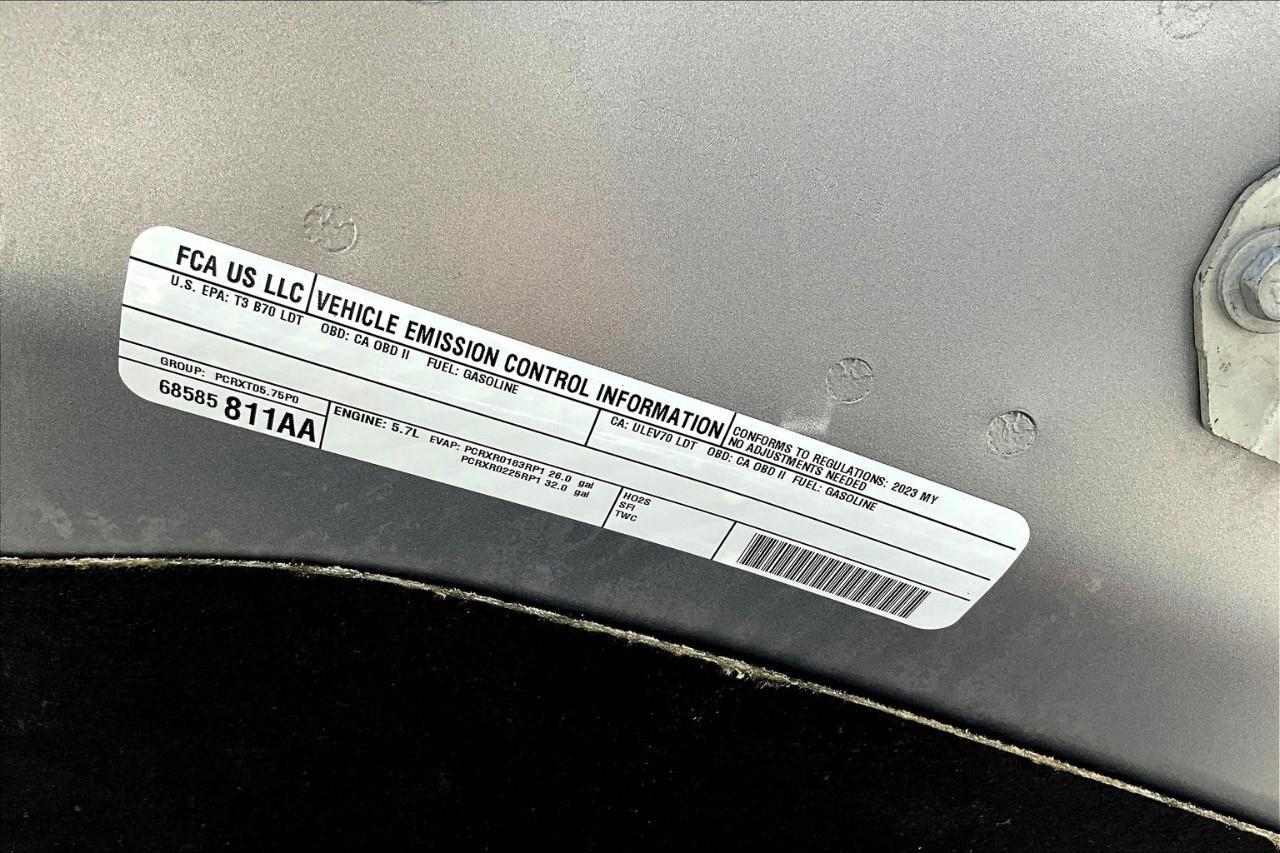 FCA US LLC
VEHICLE EMISSION CONTROL INFORMATION
CONFORMS TO REGULATIONS: 2023 MY
NO ADJUSTMENTS NEEDED
U.S. EPA: T3 B70 LDT OBD: CA OBD II FUEL: GASOLINE
CA: ULEV70 LDT OBD: CA OBD II FUEL: GASOLINE
GROUP: PCRXT05.75P0
68585 811AA
ENGINE: 5.7L EVAP: PCRXR0163RP1 26.0 gal
PCRXR0225RP1 32.0 gal
HO2S
SFI
TWC